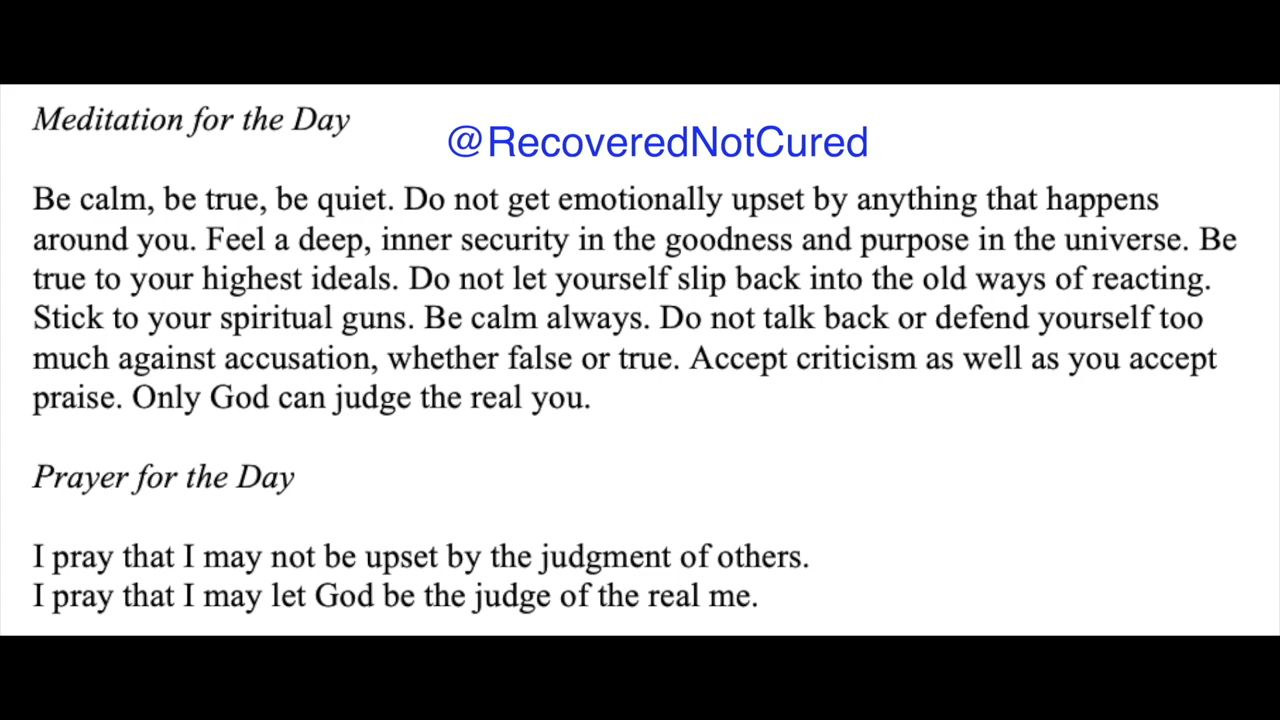 Meditation for the Day
@RecoveredNotCured
Be calm, be true, be quiet. Do not get emotionally upset by anything that happens
around you. Feel a deep, inner security in the goodness and purpose in the universe. Be
true to your highest ideals. Do not let yourself slip back into the old ways of reacting.
Stick to your spiritual guns. Be calm always. Do not talk back or defend yourself too
much against accusation, whether false or true. Accept criticism as well as you accept
praise. Only God can judge the real you.
Prayer for the Day
I pray that I may not be upset by the judgment of others.
I pray that I may let God be the judge of the real me.